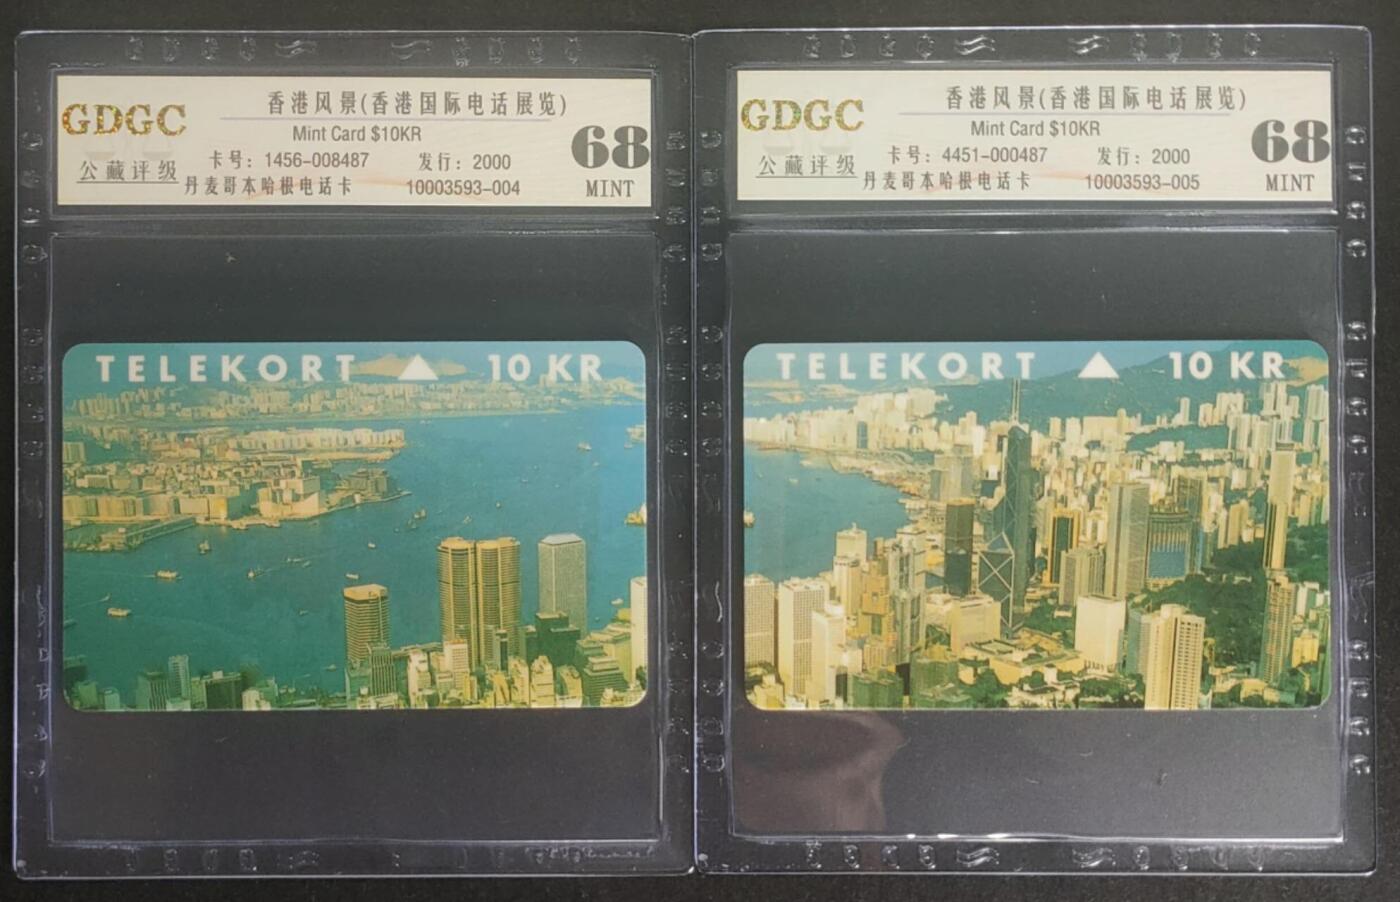 GDGC
公藏评级
香港风景(香港国际电话展览)
Mint Card $10KR
卡号：1456-008487 发行：2000
丹麦哥本哈根电话卡 10003593-004
68
MINT
TELEKORT 10 KR
GDGC
公藏评级
香港风景(香港国际电话展览)
Mint Card $10KR
卡号：4451-000487 发行：2000
丹麦哥本哈根电话卡 10003593-005
68
MINT
TELEKORT 10 KR